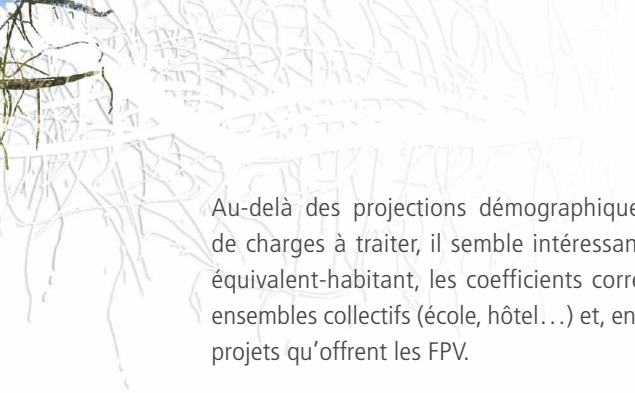 Au-delà des projections démographique
de charges à traiter, il semble intéressan
équivalent-habitant, les coefficients corre
ensembles collectifs (école, hôtel…) et, en
projets qu'offrent les FPV.